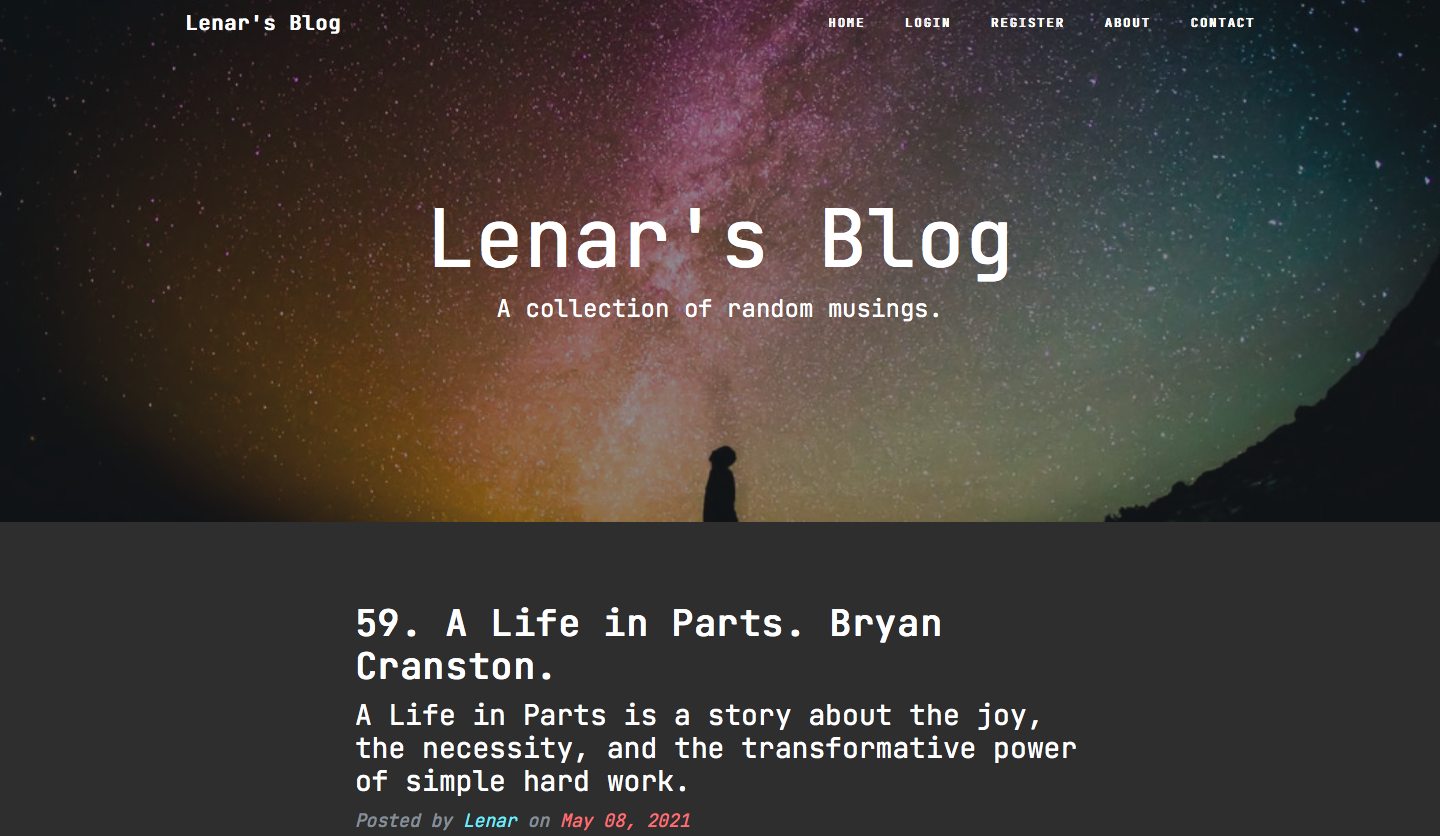 Lenar's Blog
HOME LOGIN REGISTER ABOUT CONTACT
Lenar's Blog
A collection of random musings.
59. A Life in Parts. Bryan
Cranston.
A Life in Parts is a story about the joy,
the necessity, and the transformative power
of simple hard work.
Posted by Lenar on May 08, 2021